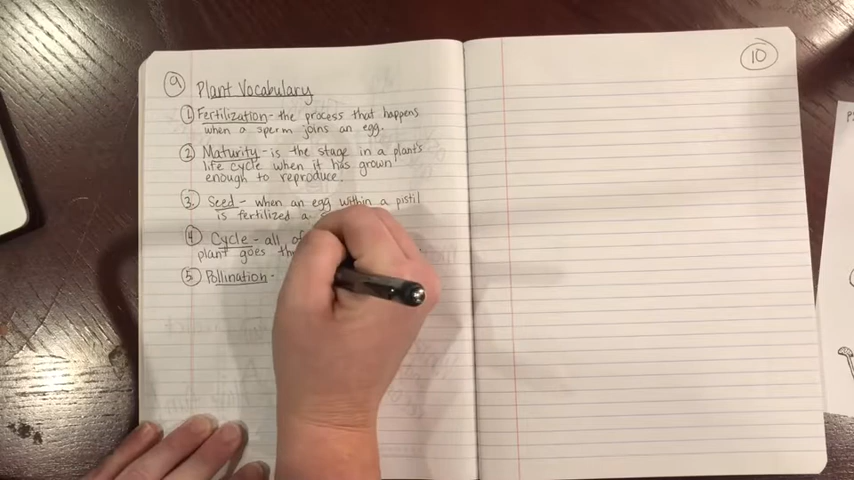 9
Plant Vocabulary
1 Fertilization - the process that happens
when a sperm joins an egg.
2 Maturity - is the stage in a plant's
life cycle when it has grown
enough to reproduce.
3. Seed - when an egg within a pistil
is fertilized a
4 Cycle - all of
plant goes
5. Pollination -
10